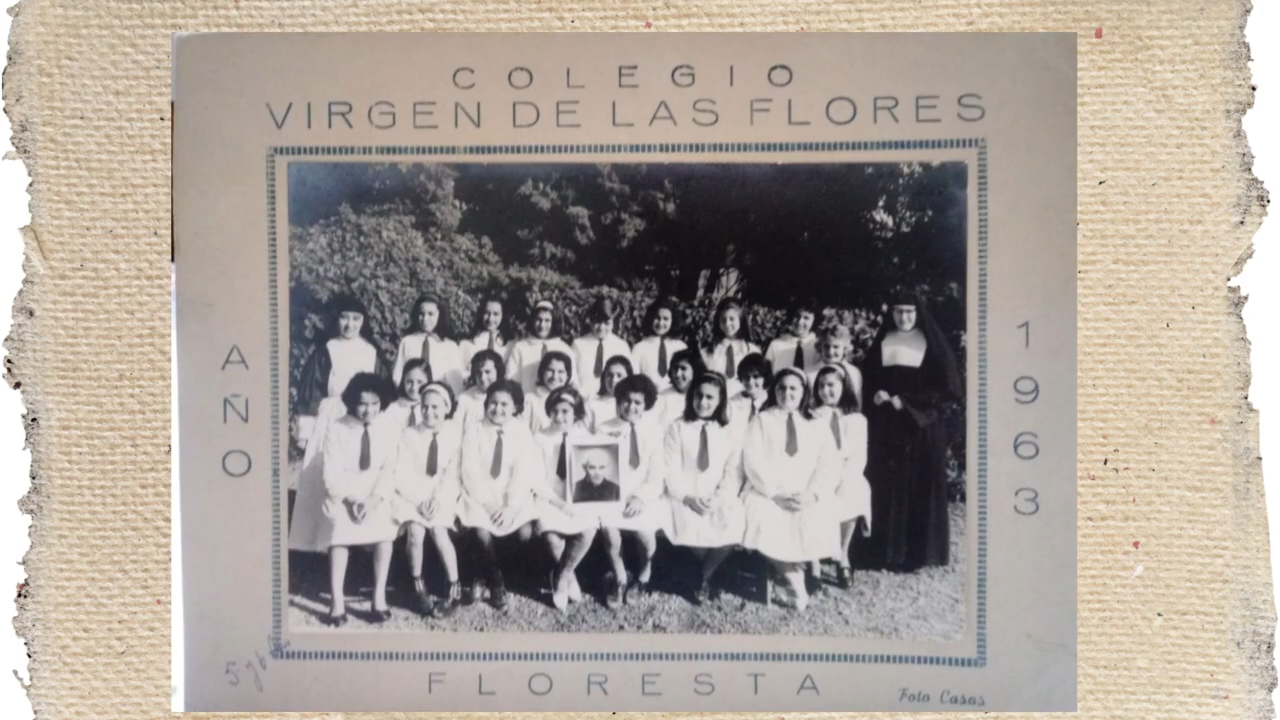 COLEGIO
VIRGEN DE LAS FLORES
AÑO
1963
FLORESTA
Foto Casas